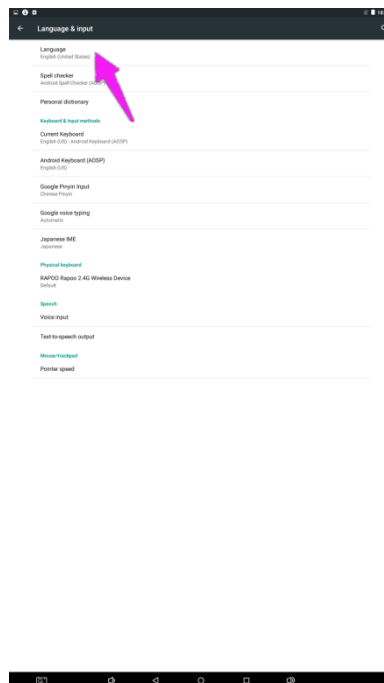 Language & input
Language
English (United States)
Spell checker
Android Spell Checker (AOSP)
Personal dictionary
Keyboard & input methods
Current Keyboard
English (US) - Android Keyboard (AOSP)
Android Keyboard (AOSP)
English (US)
Google Pinyin Input
Chinese Pinyin
Google voice typing
Automatic
Japanese IME
Japanese
Physical keyboard
RAPOO Rapoo 2.4G Wireless Device
Default
Speech
Voice input
Text-to-speech output
Mouse/trackpad
Pointer speed